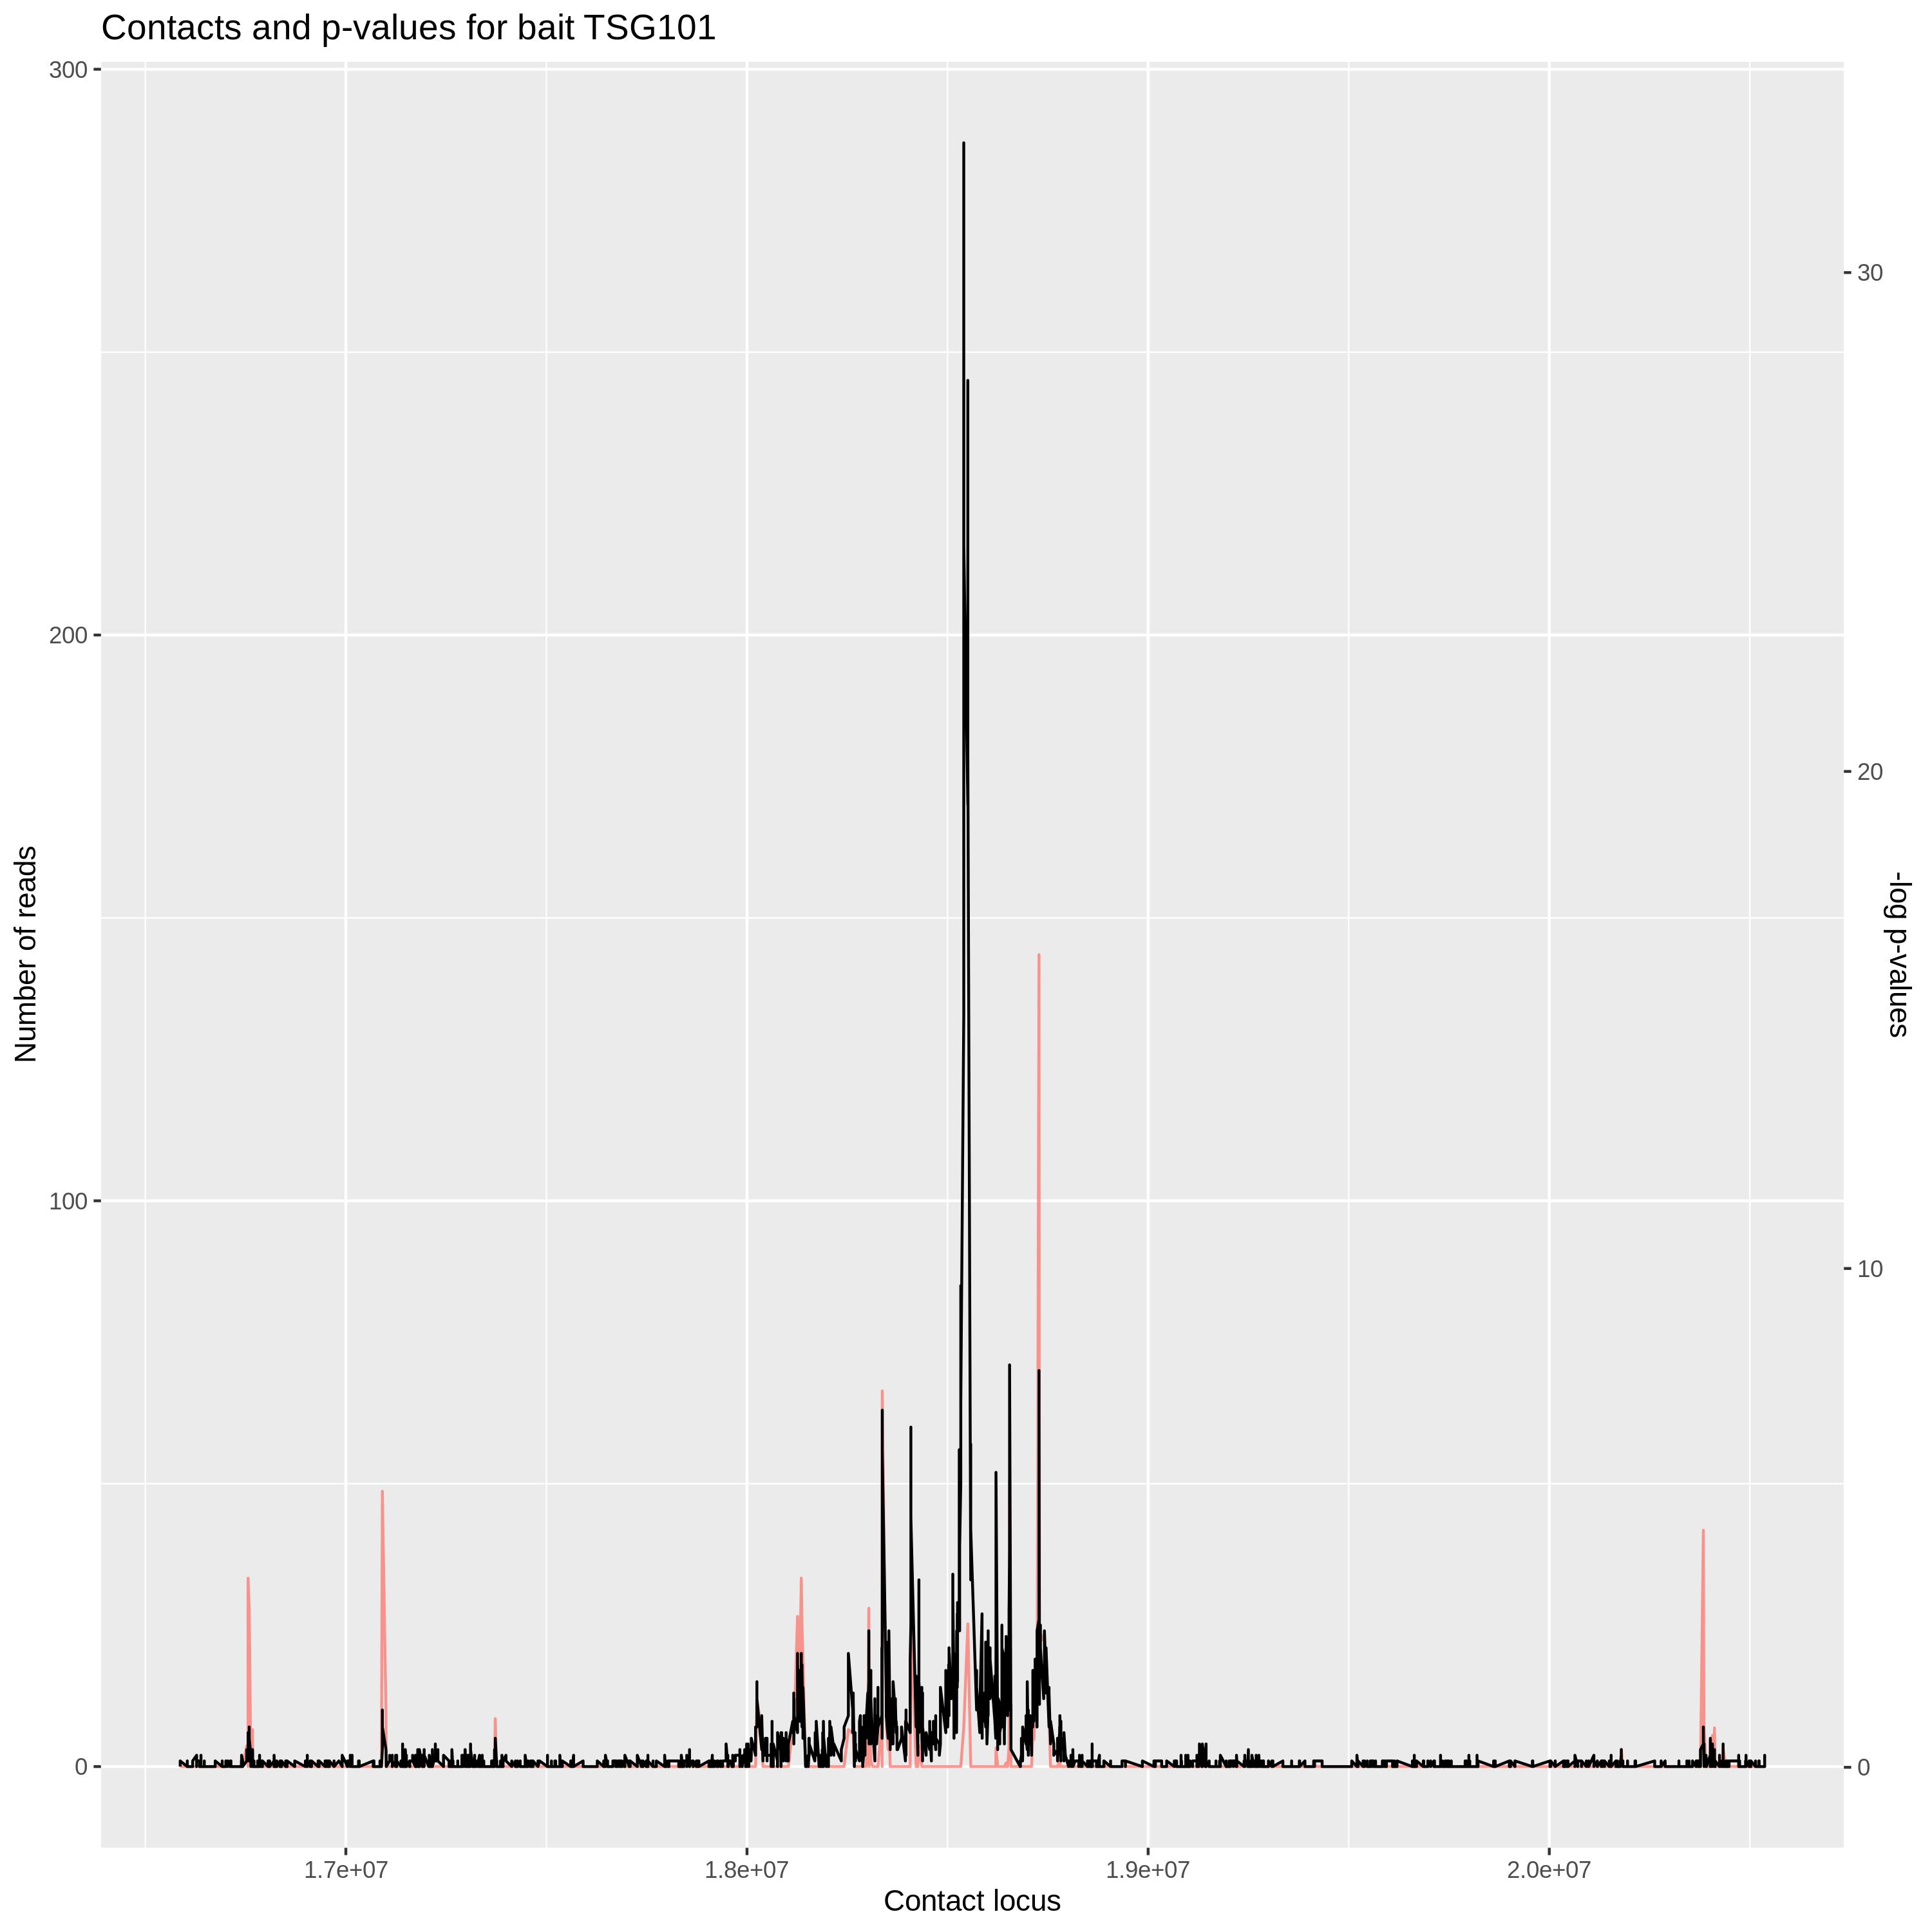 Contacts and p-values for bait TSG101
300
200
100
0
Number of reads
30
20
10
0
-log p-values
1.7e+07
1.8e+07
1.9e+07
2.0e+07
Contact locus